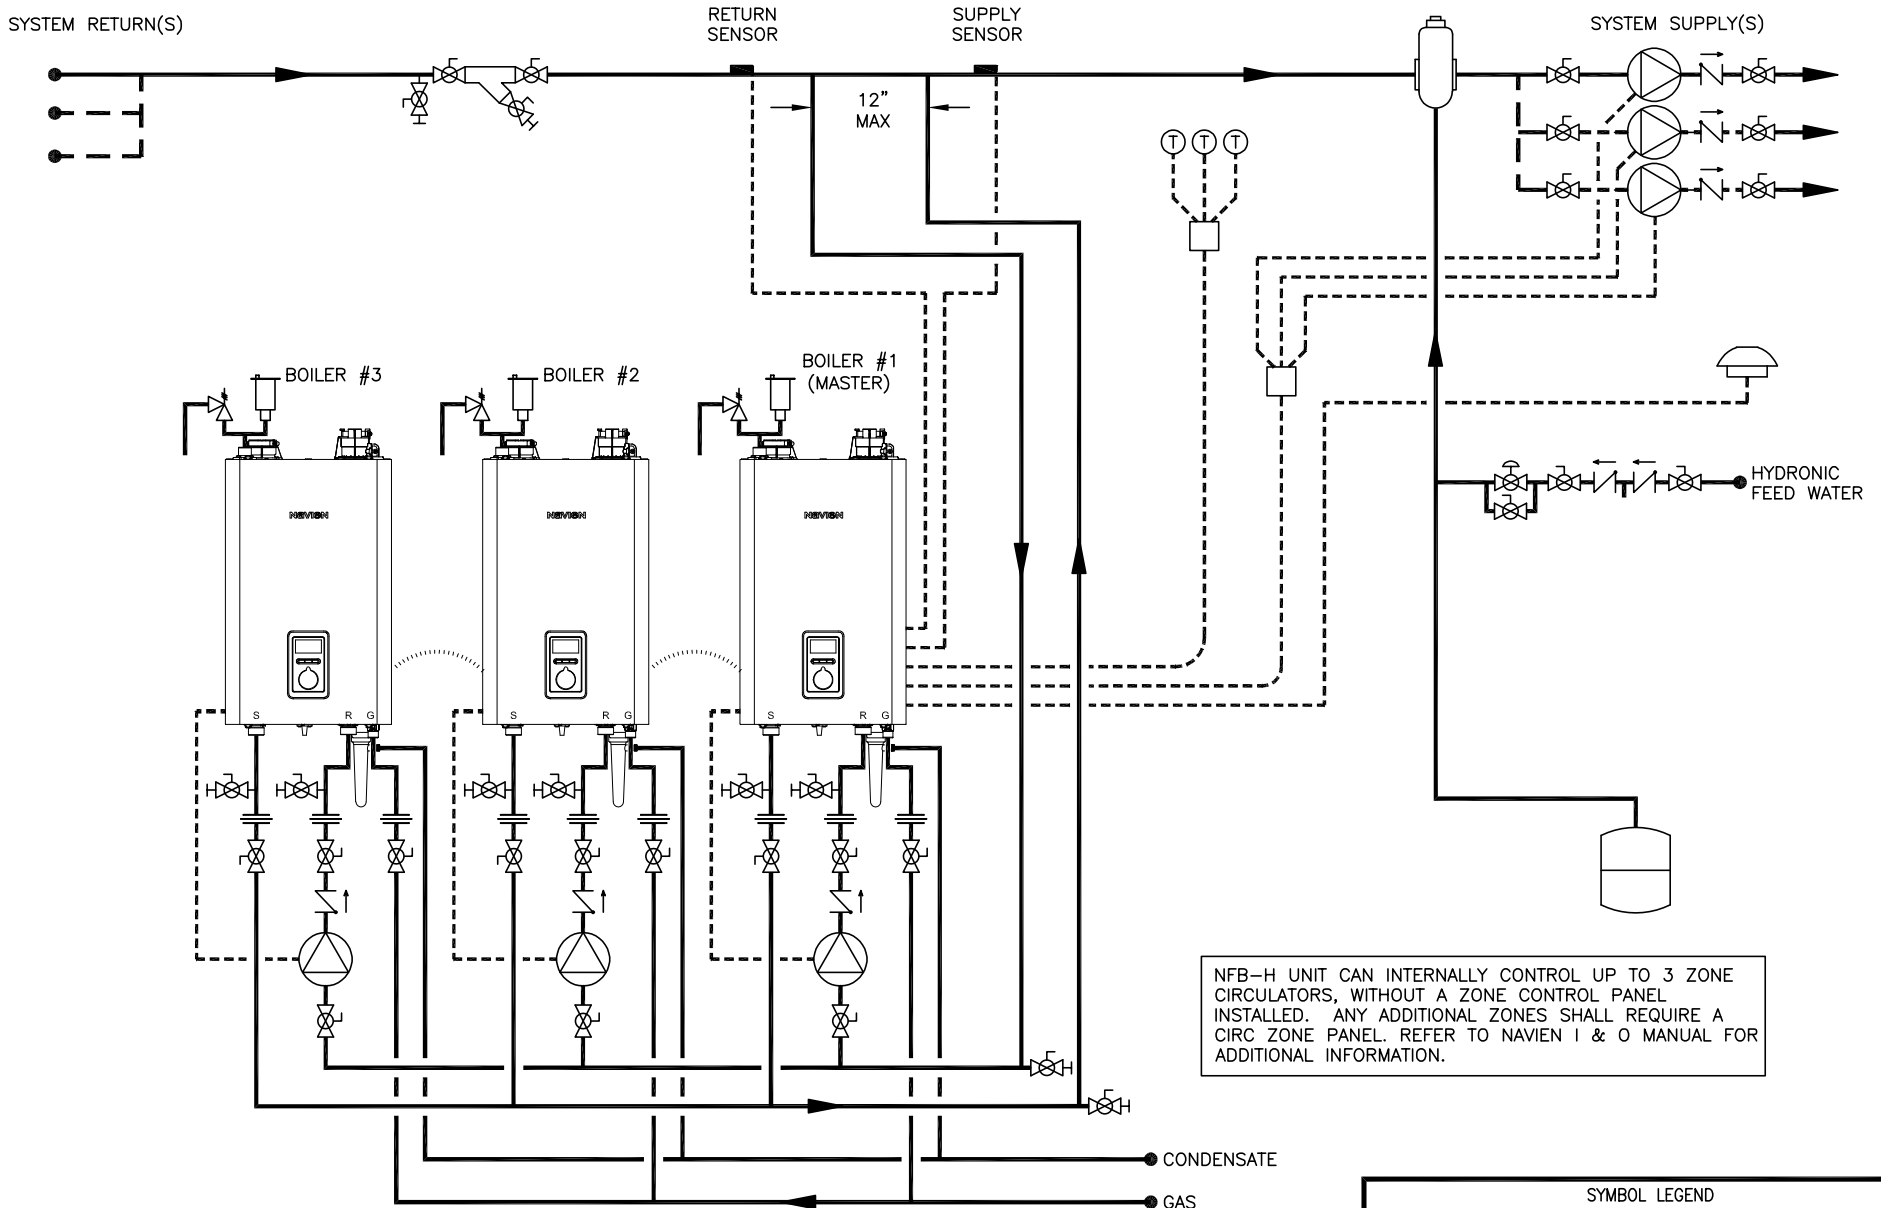 SYSTEM RETURN(S)
RETURN
SENSOR
SUPPLY
SENSOR
SYSTEM SUPPLY(S)
12"
MAX
T T T
BOILER #3
BOILER #2
BOILER #1
(MASTER)
HYDRONIC
FEED WATER
NAVIEN
NAVIEN
NAVIEN
S R G
S R G
S R G
NFB-H UNIT CAN INTERNALLY CONTROL UP TO 3 ZONE
CIRCULATORS, WITHOUT A ZONE CONTROL PANEL
INSTALLED. ANY ADDITIONAL ZONES SHALL REQUIRE A
CIRC ZONE PANEL. REFER TO NAVIEN I & O MANUAL FOR
ADDITIONAL INFORMATION.
CONDENSATE
GAS
SYMBOL LEGEND